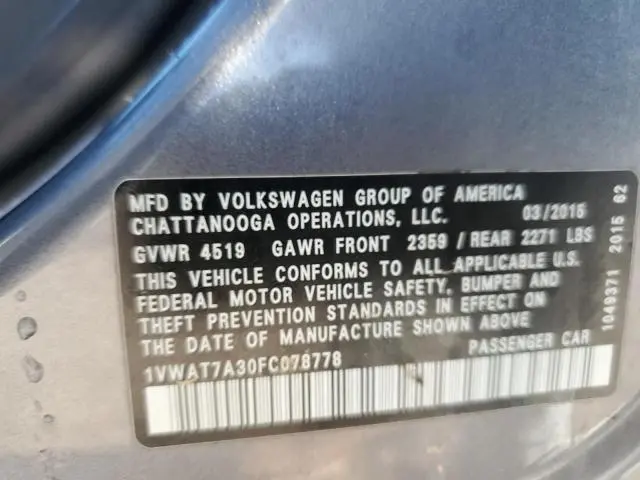 MFD BY VOLKSWAGEN GROUP OF AMERICA
CHATTANOOGA OPERATIONS, LLC. 03/2015
GVWR 4519 GAWR FRONT 2359 / REAR 2271 LBS
THIS VEHICLE CONFORMS TO ALL APPLICABLE U.S.
FEDERAL MOTOR VEHICLE SAFETY, BUMPER AND
THEFT PREVENTION STANDARDS IN EFFECT ON
THE DATE OF MANUFACTURE SHOWN ABOVE
1VWAT7A30FC078778 PASSENGER CAR
1049371 2015 62